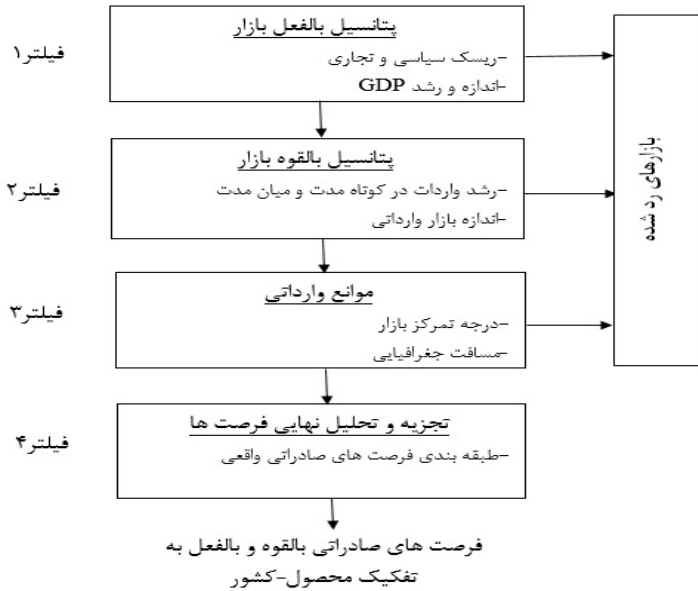 فیلتر۱
پتانسیل بالفعل بازار
-ریسک سیاسی و تجاری
-اندازه و رشد GDP
فیلتر۲
پتانسیل بالقوه بازار
-رشد واردات در کوتاه مدت و میان مدت
-اندازه بازار وارداتی
فیلتر۳
موانع وارداتی
-درجه تمرکز بازار
-مسافت جغرافیایی
فیلتر۴
تجزیه و تحلیل نهایی فرصت ها
-طبقه بندی فرصت های صادراتی واقعی
فرصت های صادراتی بالقوه و بالفعل به
تفکیک محصول-کشور
بازارهای رد شده